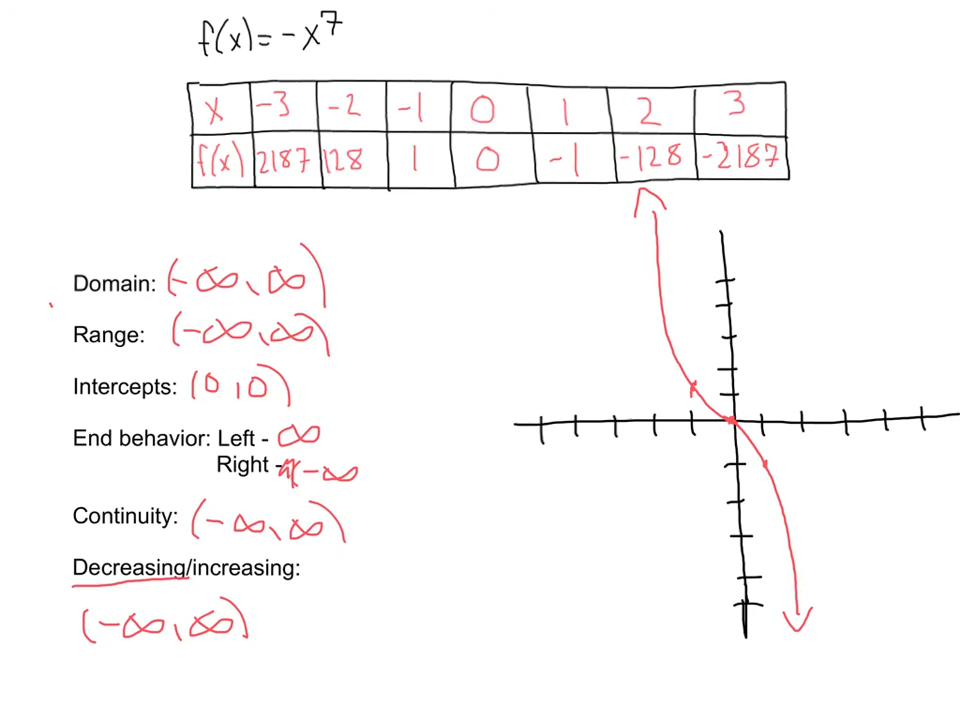 f(x) = -x⁷
x -3 -2 -1 0 1 2 3
f(x) 2187 128 1 0 -1 -128 -2187
Domain: (-∞, ∞)
Range: (-∞, ∞)
Intercepts: (0, 0)
End behavior: Left - ∞
Right - -∞
Continuity: (-∞, ∞)
Decreasing/increasing:
(-∞, ∞)